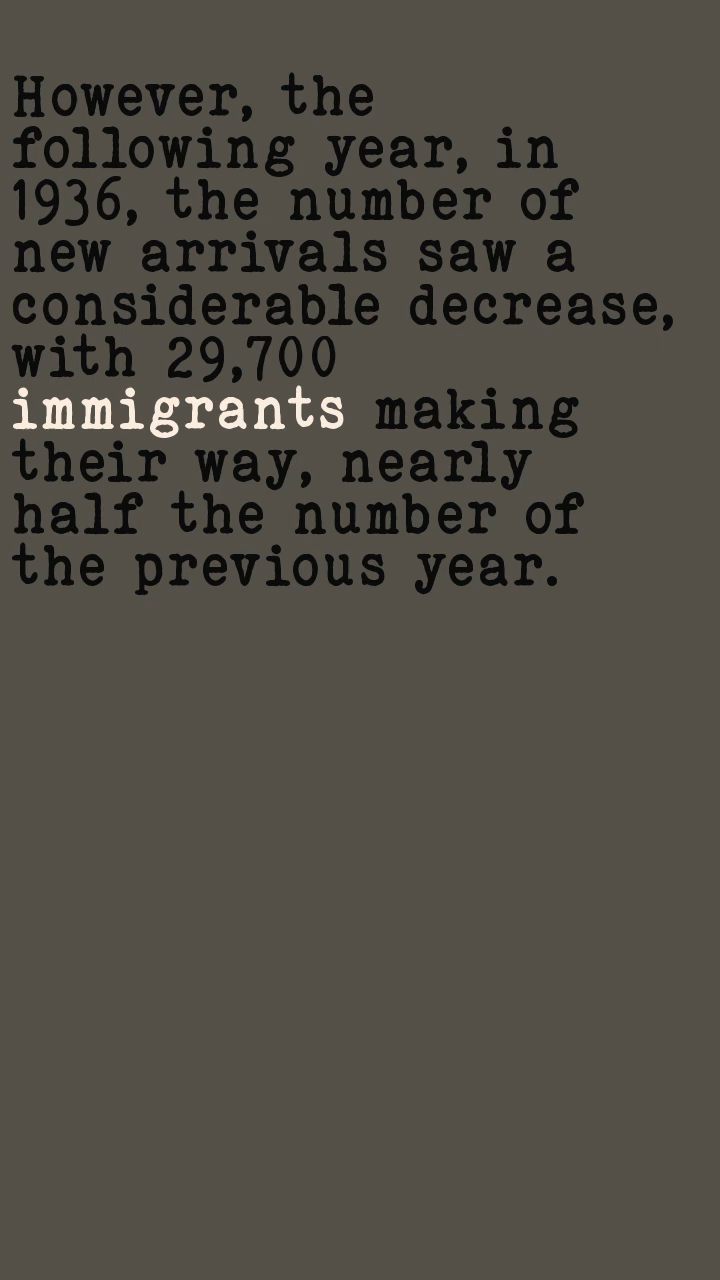 However, the
following year, in
1936, the number of
new arrivals saw a
considerable decrease,
with 29,700
immigrants making
their way, nearly
half the number of
the previous year.